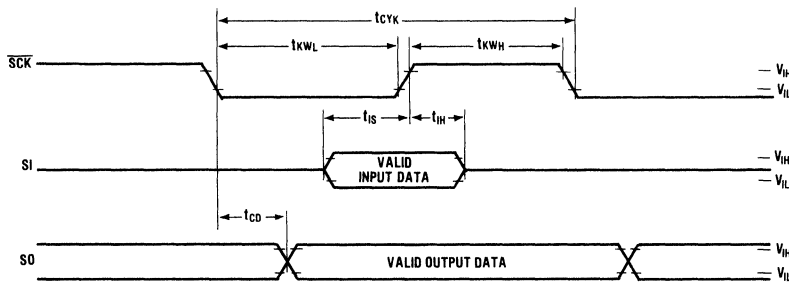 tCYK
tKWL
tKWH
SCK
VIH
VIL
tIS
tIH
SI
VALID
INPUT DATA
VIH
VIL
tCD
SO
VALID OUTPUT DATA
VIH
VIL